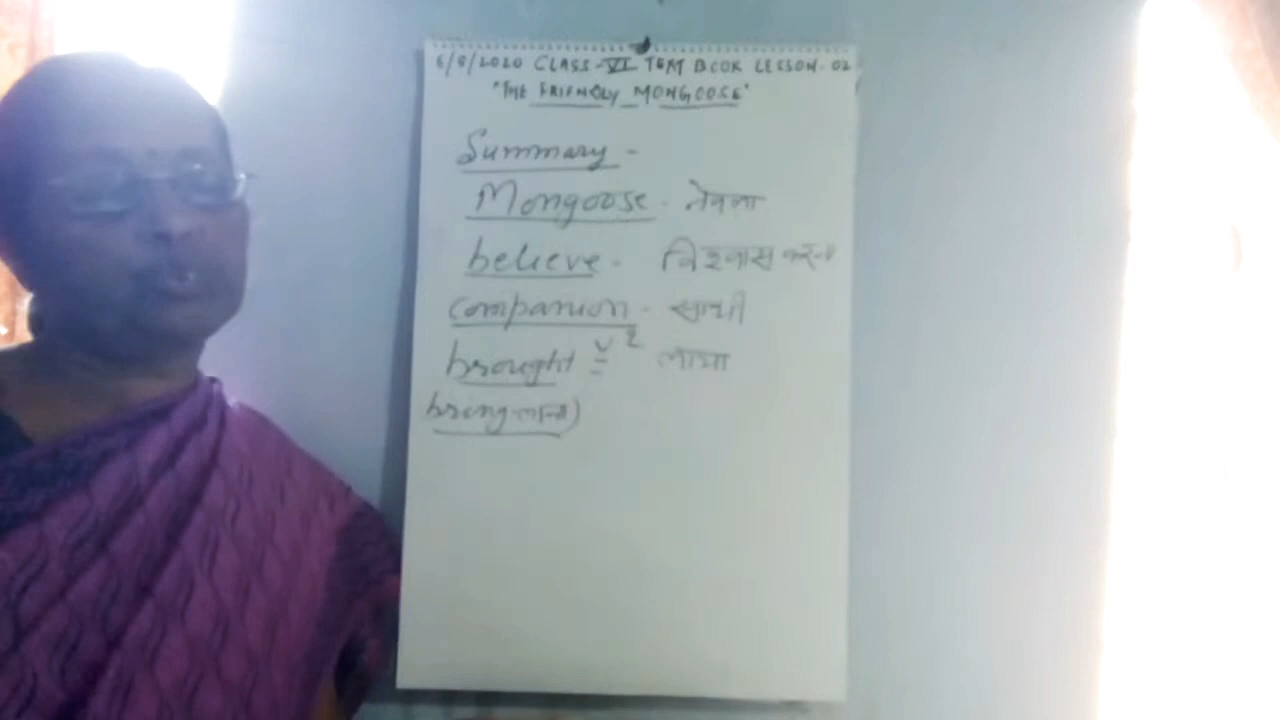 6/8/2020 CLASS-VI TEXT BOOK LESSON-02
"THE FRIENDLY MONGOOSE"
Summary -
Mongoose - नेवला
believe - विश्वास करना
companion - साथी
brought = V2 लाया
bring-लाना)